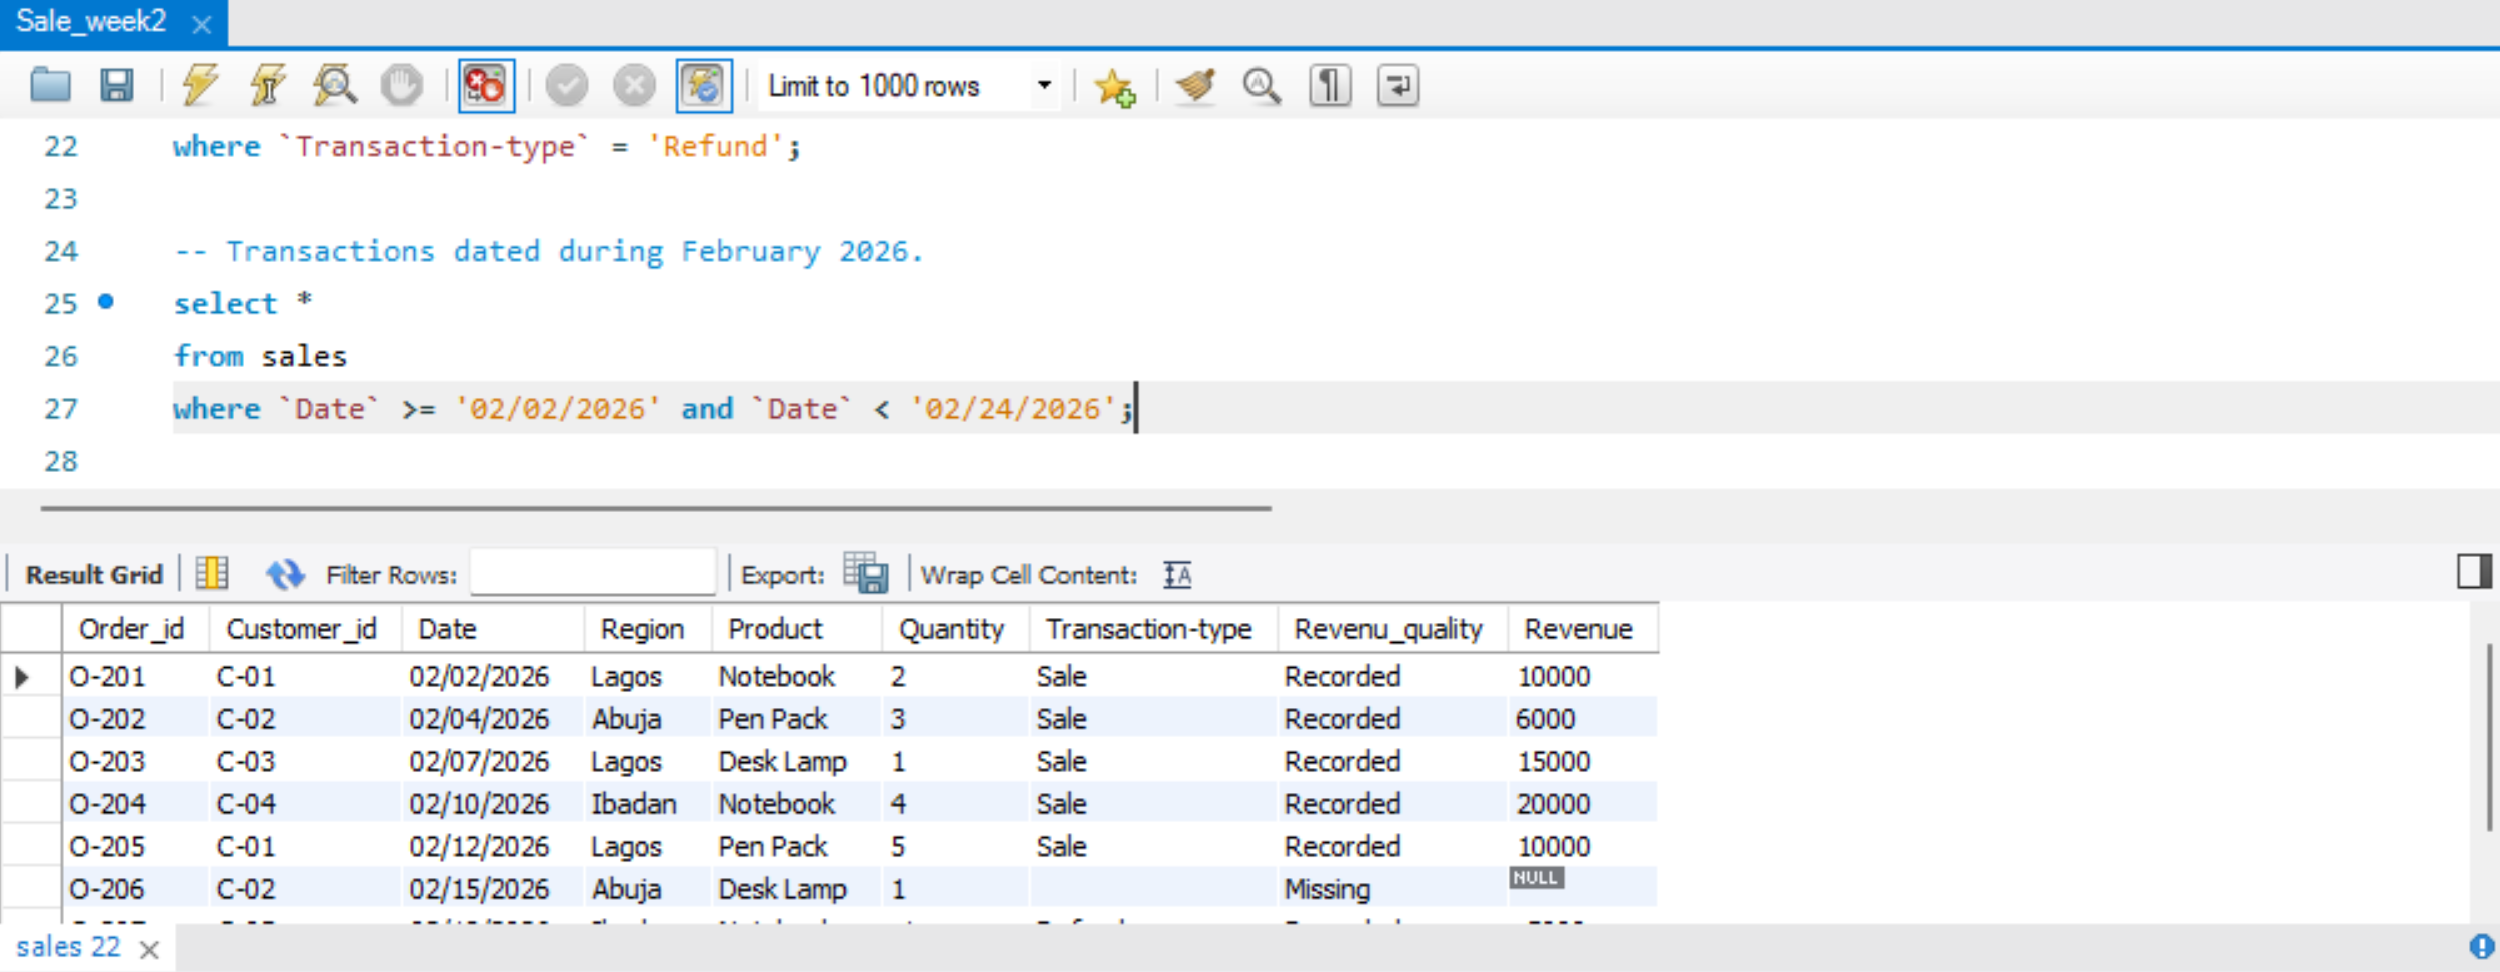 Sale_week2
Limit to 1000 rows
22 where `Transaction-type` = 'Refund';
23
24 -- Transactions dated during February 2026.
25 select *
26 from sales
27 where `Date` >= '02/02/2026' and `Date` < '02/24/2026';
28
Result Grid Filter Rows: Export: Wrap Cell Content:
Order_id Customer_id Date Region Product Quantity Transaction-type Revenu_quality Revenue
O-201 C-01 02/02/2026 Lagos Notebook 2 Sale Recorded 10000
O-202 C-02 02/04/2026 Abuja Pen Pack 3 Sale Recorded 6000
O-203 C-03 02/07/2026 Lagos Desk Lamp 1 Sale Recorded 15000
O-204 C-04 02/10/2026 Ibadan Notebook 4 Sale Recorded 20000
O-205 C-01 02/12/2026 Lagos Pen Pack 5 Sale Recorded 10000
O-206 C-02 02/15/2026 Abuja Desk Lamp 1 Missing NULL
sales 22